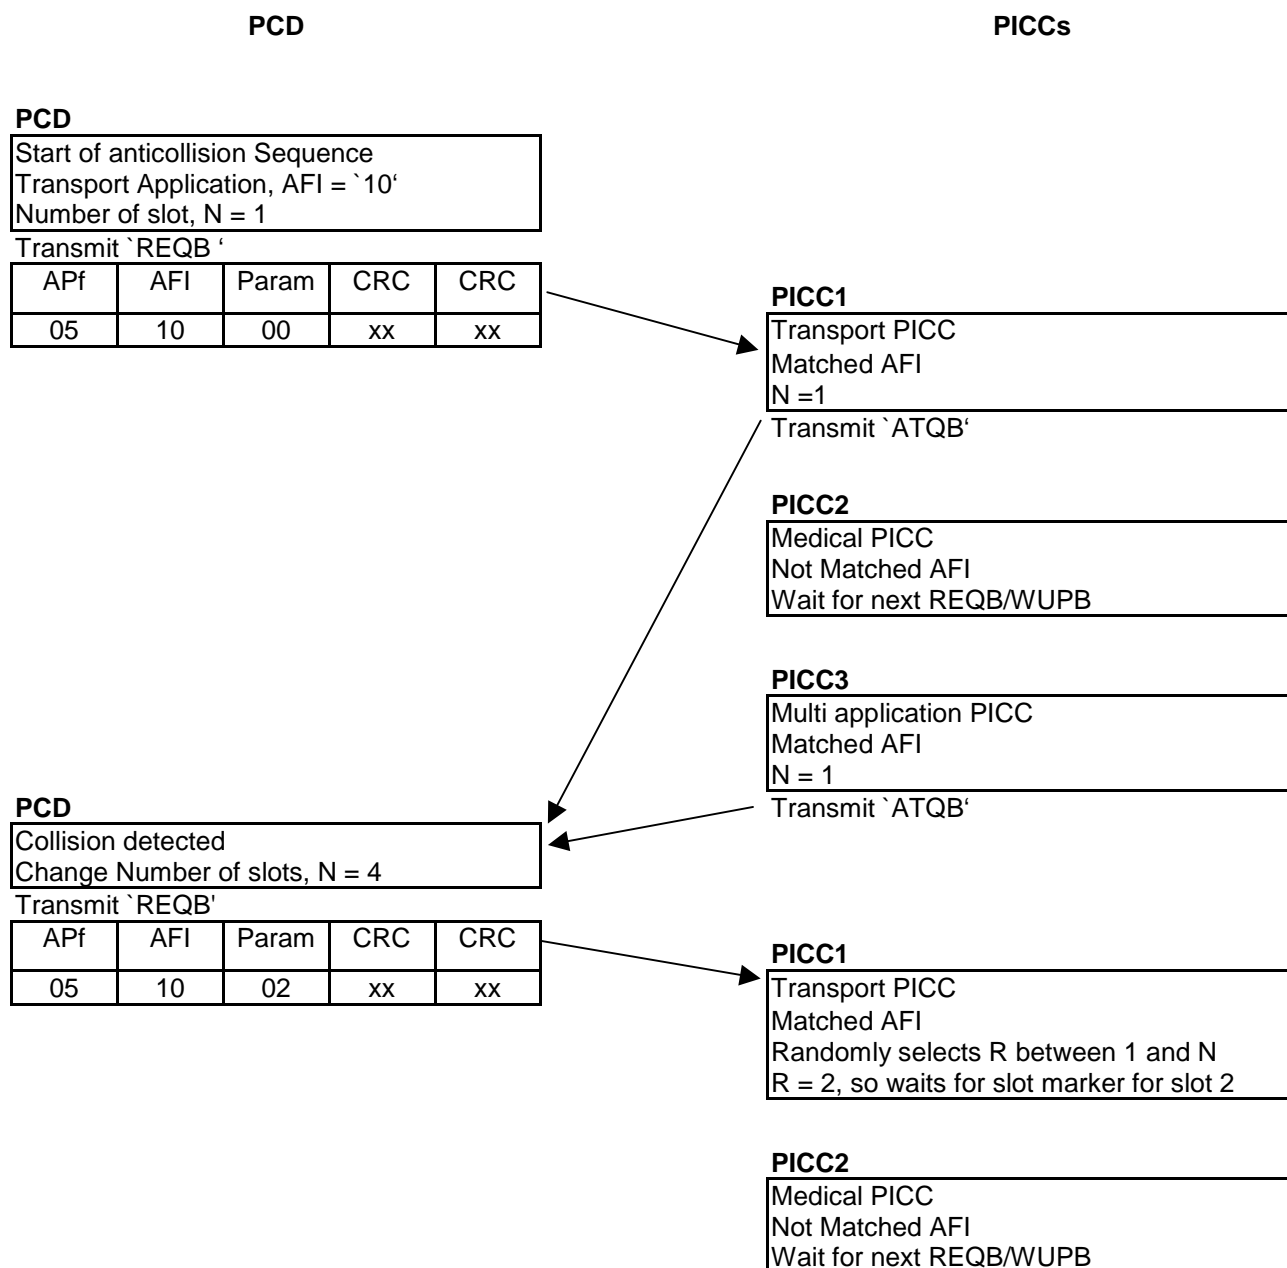 PCD PICCs
PCD
Start of anticollision Sequence
Transport Application, AFI = `10‘
Number of slot, N = 1
Transmit `REQB ‘
APf AFI Param CRC CRC
05 10 00 xx xx
PICC1
Transport PICC
Matched AFI
N =1
Transmit `ATQB‘
PICC2
Medical PICC
Not Matched AFI
Wait for next REQB/WUPB
PICC3
Multi application PICC
Matched AFI
N = 1
Transmit `ATQB‘
PCD
Collision detected
Change Number of slots, N = 4
Transmit `REQB'
APf AFI Param CRC CRC
05 10 02 xx xx
PICC1
Transport PICC
Matched AFI
Randomly selects R between 1 and N
R = 2, so waits for slot marker for slot 2
PICC2
Medical PICC
Not Matched AFI
Wait for next REQB/WUPB